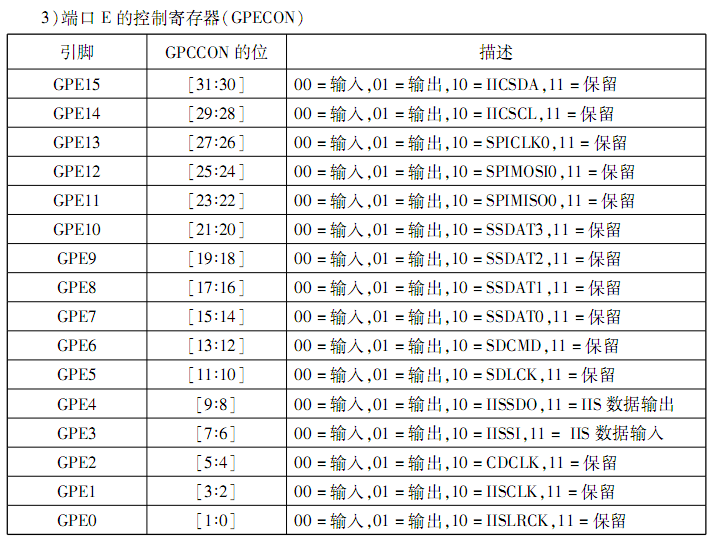 3)端口 E 的控制寄存器(GPECON)
引脚 GPCCON 的位 描述
GPE15 [31:30] 00=输入,01=输出,10=IICSDA,11=保留
GPE14 [29:28] 00=输入,01=输出,10=IICSCL,11=保留
GPE13 [27:26] 00=输入,01=输出,10=SPICLK0,11=保留
GPE12 [25:24] 00=输入,01=输出,10=SPIMOSI0,11=保留
GPE11 [23:22] 00=输入,01=输出,10=SPIMISO0,11=保留
GPE10 [21:20] 00=输入,01=输出,10=SSDAT3,11=保留
GPE9 [19:18] 00=输入,01=输出,10=SSDAT2,11=保留
GPE8 [17:16] 00=输入,01=输出,10=SSDAT1,11=保留
GPE7 [15:14] 00=输入,01=输出,10=SSDAT0,11=保留
GPE6 [13:12] 00=输入,01=输出,10=SDCMD,11=保留
GPE5 [11:10] 00=输入,01=输出,10=SDLCK,11=保留
GPE4 [9:8] 00=输入,01=输出,10=IISSDO,11=IIS 数据输出
GPE3 [7:6] 00=输入,01=输出,10=IISSI,11= IIS 数据输入
GPE2 [5:4] 00=输入,01=输出,10=CDCLK,11=保留
GPE1 [3:2] 00=输入,01=输出,10=IISCLK,11=保留
GPE0 [1:0] 00=输入,01=输出,10=IISLRCK,11=保留